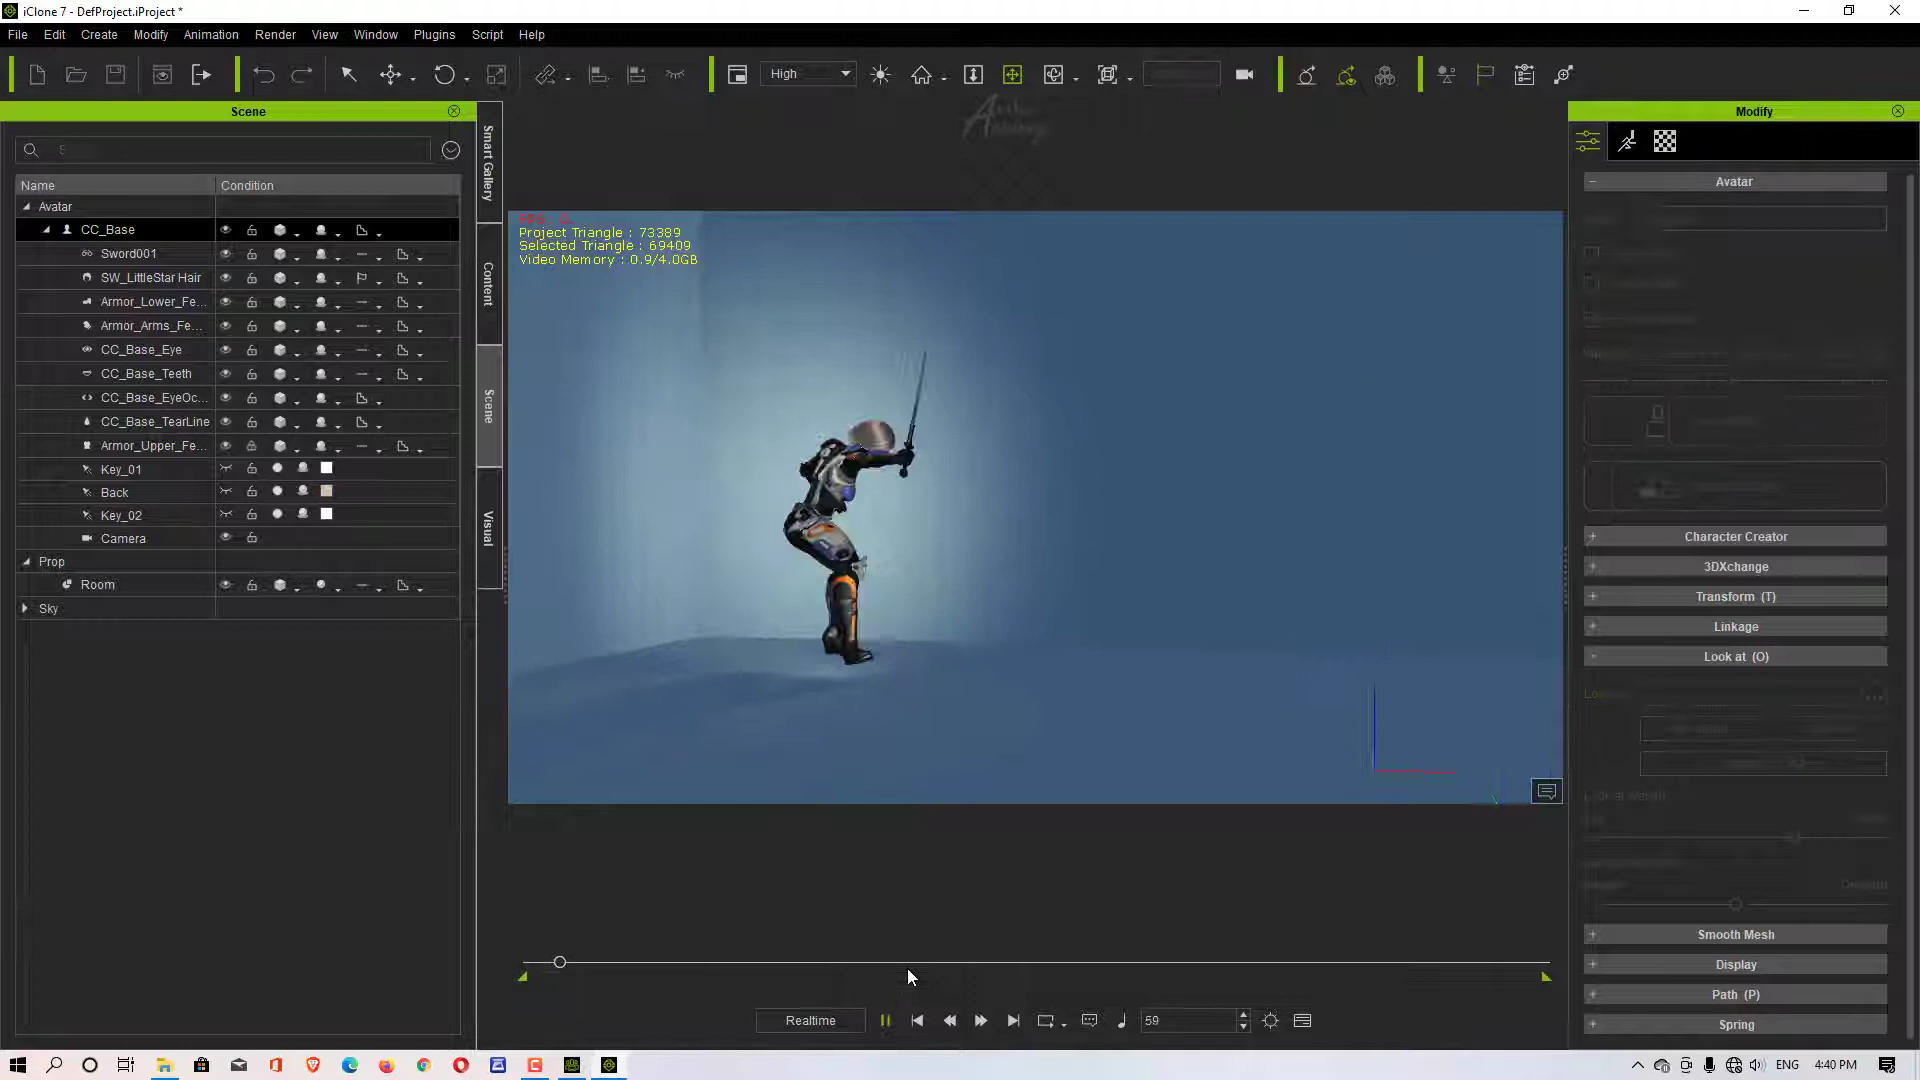 iClone 7 - DefProject.iProject *
File Edit Create Modify Animation Render View Window Plugins Script Help
High
Scene
Modify
Name Condition
Avatar
CC_Base
Sword001
SW_LittleStar Hair
Armor_Lower_Fe...
Armor_Arms_Fe...
CC_Base_Eye
CC_Base_Teeth
CC_Base_EyeOc...
CC_Base_TearLine
Armor_Upper_Fe...
Key_01
Back
Key_02
Camera
Prop
Room
Sky
Smart Gallery
Content
Scene
Visual
FPS : 0.
Project Triangle : 73389
Selected Triangle : 69409
Video Memory : 0.9/4.0GB
Avatar
Character Creator
3DXchange
Transform (T)
Linkage
Look at (O)
Smooth Mesh
Display
Path (P)
Spring
Realtime
59
ENG
4:40 PM